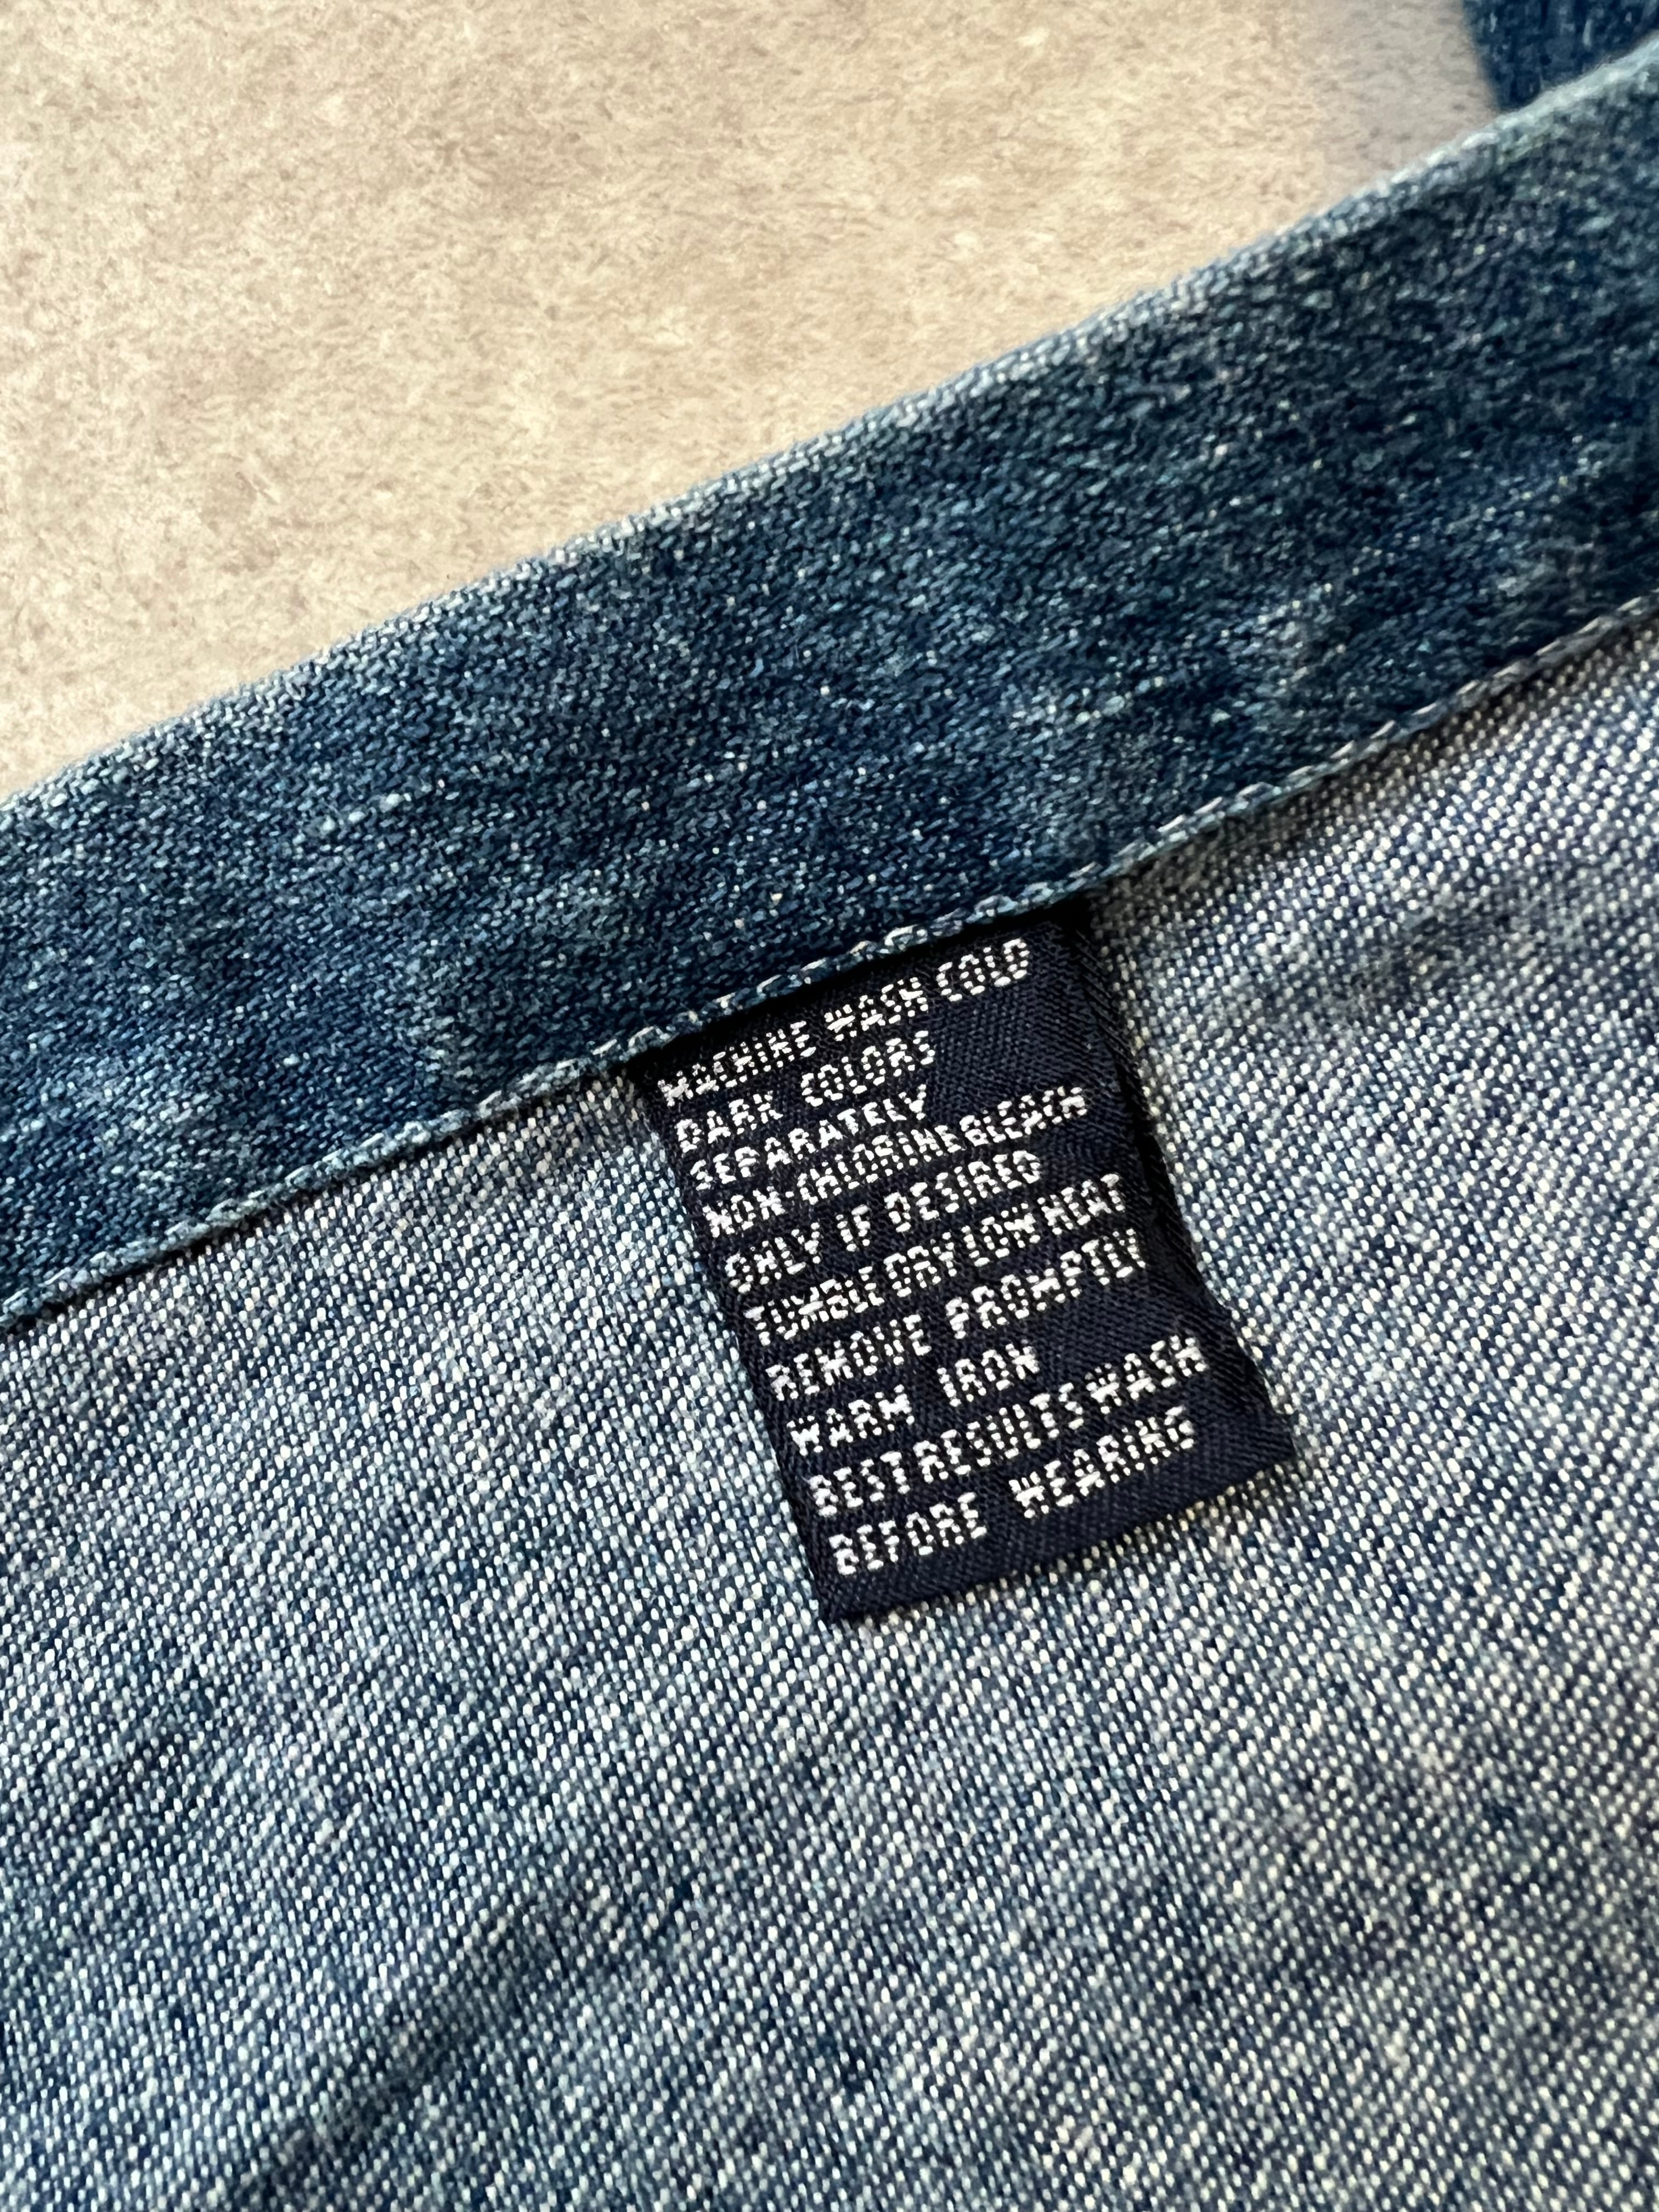 MACHINE WASH COLD
DARK COLORS
SEPARATELY
NON-CHLORINE BLEACH
ONLY IF DESIRED
TUMBLE DRY LOW HEAT
REMOVE PROMPTLY
WARM IRON
BEST RESULTS WASH
BEFORE WEARING